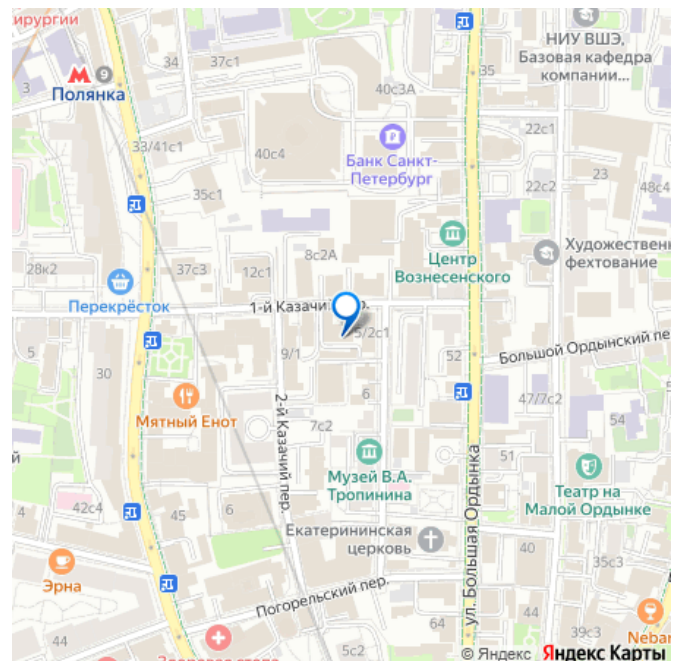 ирургии
9
Полянка
3
34
37с1
40с3А
35
НИУ ВШЭ,
Базовая кафедра
компании...
33/41с1
40с4
Банк Санкт-
Петербург
22с1
22с2
23
48с4
35с1
8с2А
Центр
Вознесенского
Художественн
фехтование
28к2
37с3
12с1
Перекрёсток
1-й Казачий
р.
5/2с1
5
30
9/1
52
Большой Ордынский пе
6
47/7с2
54
Мятный Енот
2-й Казачий пер.
7с2
51
й
Музей В.А.
Тропинина
Театр на
Малой Ордынке
ул. Большая Ордынка
4
42с4
45
6
Екатерининская
церковь
40
35с3
Эрна
Погорельский пер.
64
39с3
44
5с2
Nebar
© Яндекс
Яндекс Карты